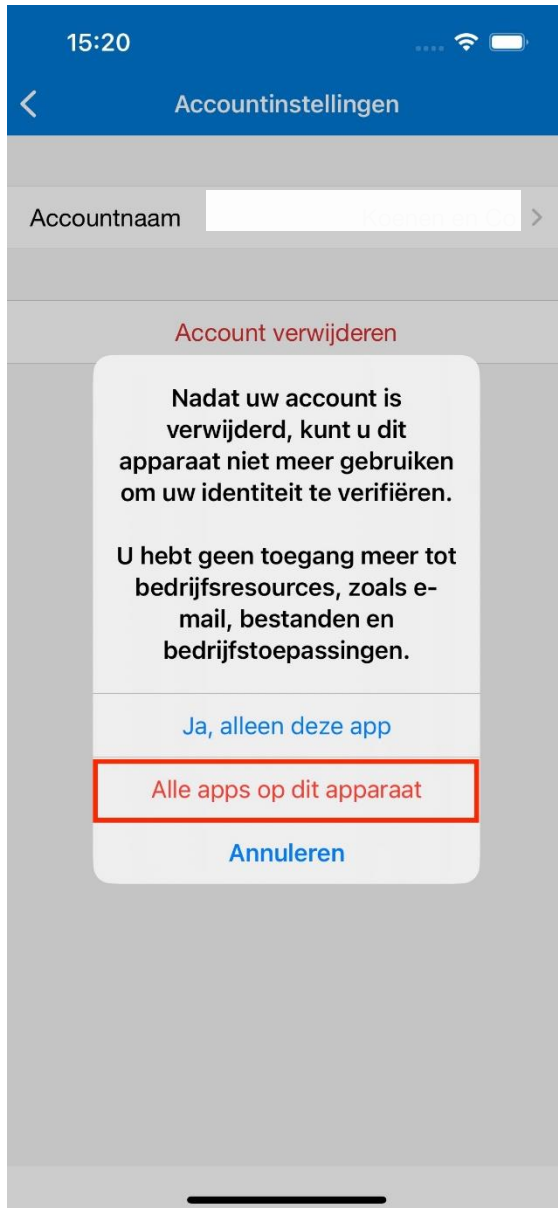 15:20
Accountinstellingen
Accountnaam
Account verwijderen
Nadat uw account is
verwijderd, kunt u dit
apparaat niet meer gebruiken
om uw identiteit te verifiëren.
U hebt geen toegang meer tot
bedrijfsresources, zoals e-
mail, bestanden en
bedrijfstoepassingen.
Ja, alleen deze app
Alle apps op dit apparaat
Annuleren